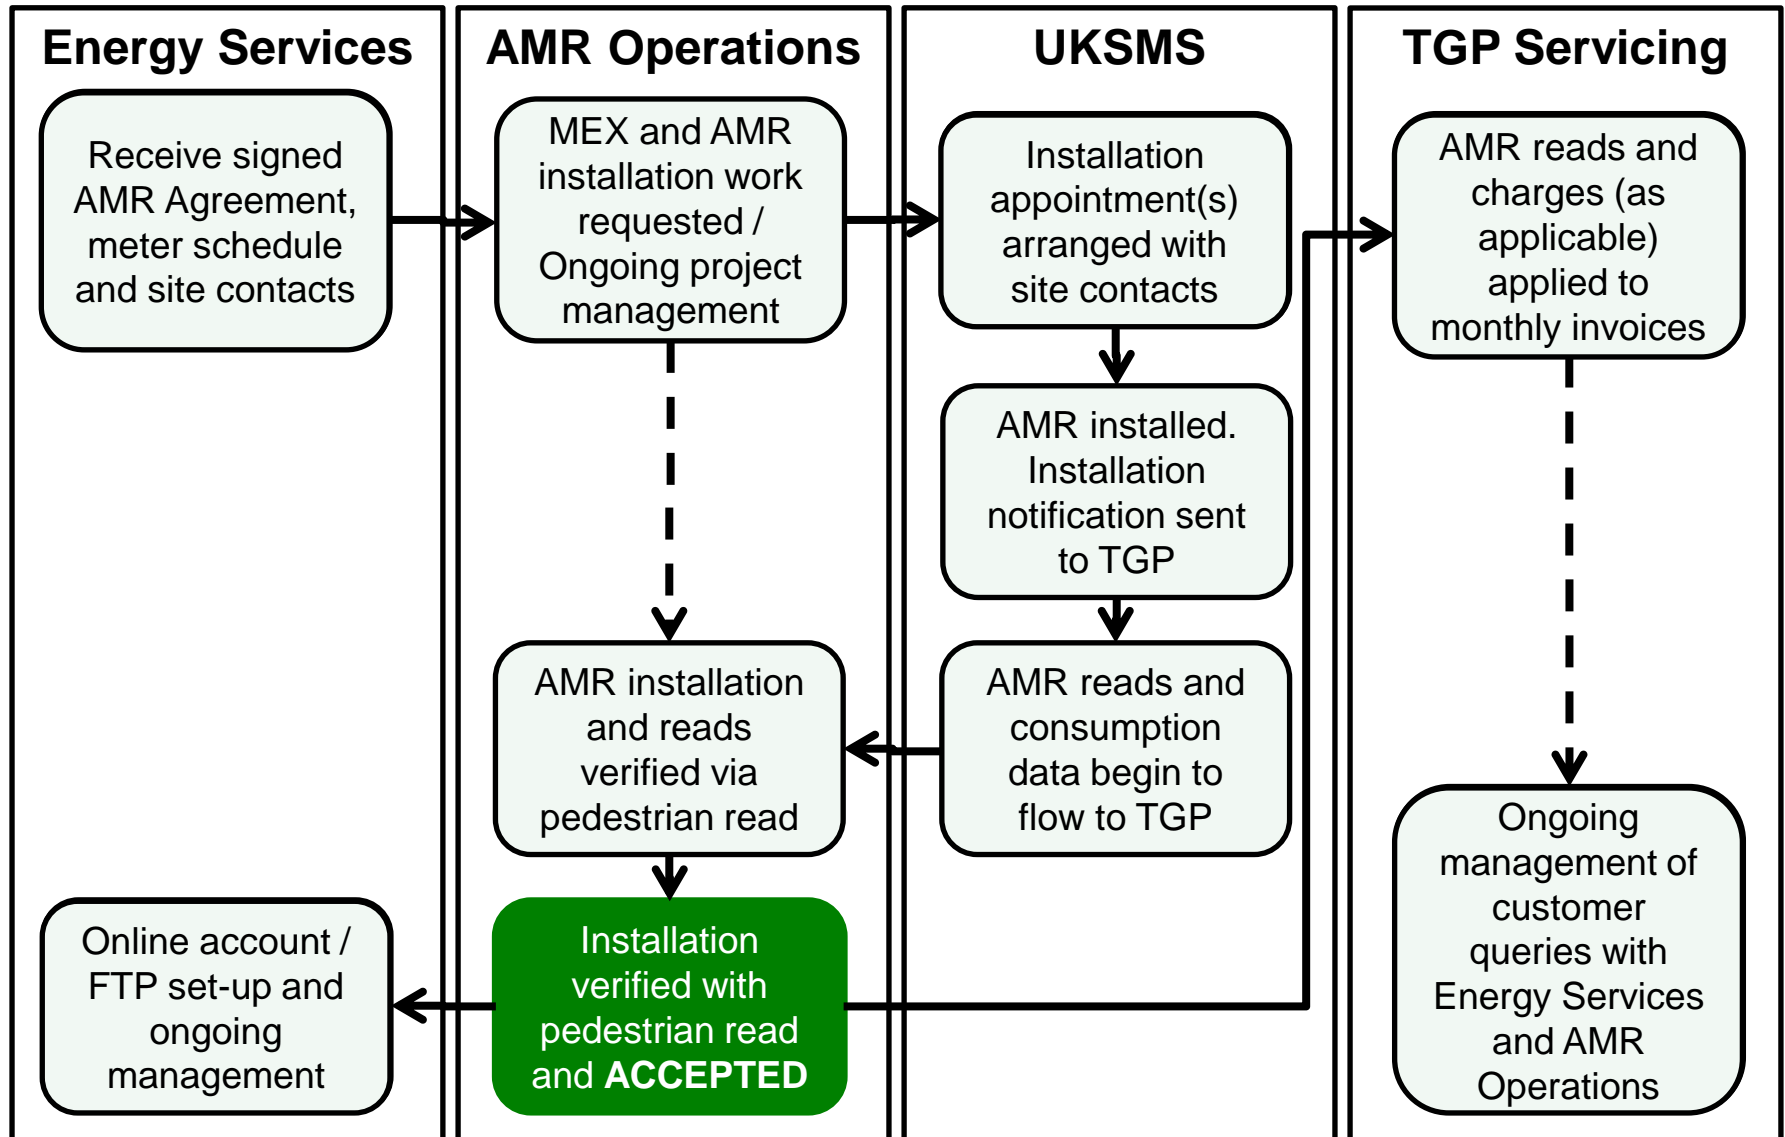 Energy Services
Receive signed
AMR Agreement,
meter schedule
and site contacts
Online account /
FTP set-up and
ongoing
management
AMR Operations
MEX and AMR
installation work
requested /
Ongoing project
management
AMR installation
and reads
verified via
pedestrian read
Installation
verified with
pedestrian read
and ACCEPTED
UKSMS
Installation
appointment(s)
arranged with
site contacts
AMR installed.
Installation
notification sent
to TGP
AMR reads and
consumption
data begin to
flow to TGP
TGP Servicing
AMR reads and
charges (as
applicable)
applied to
monthly invoices
Ongoing
management of
customer
queries with
Energy Services
and AMR
Operations